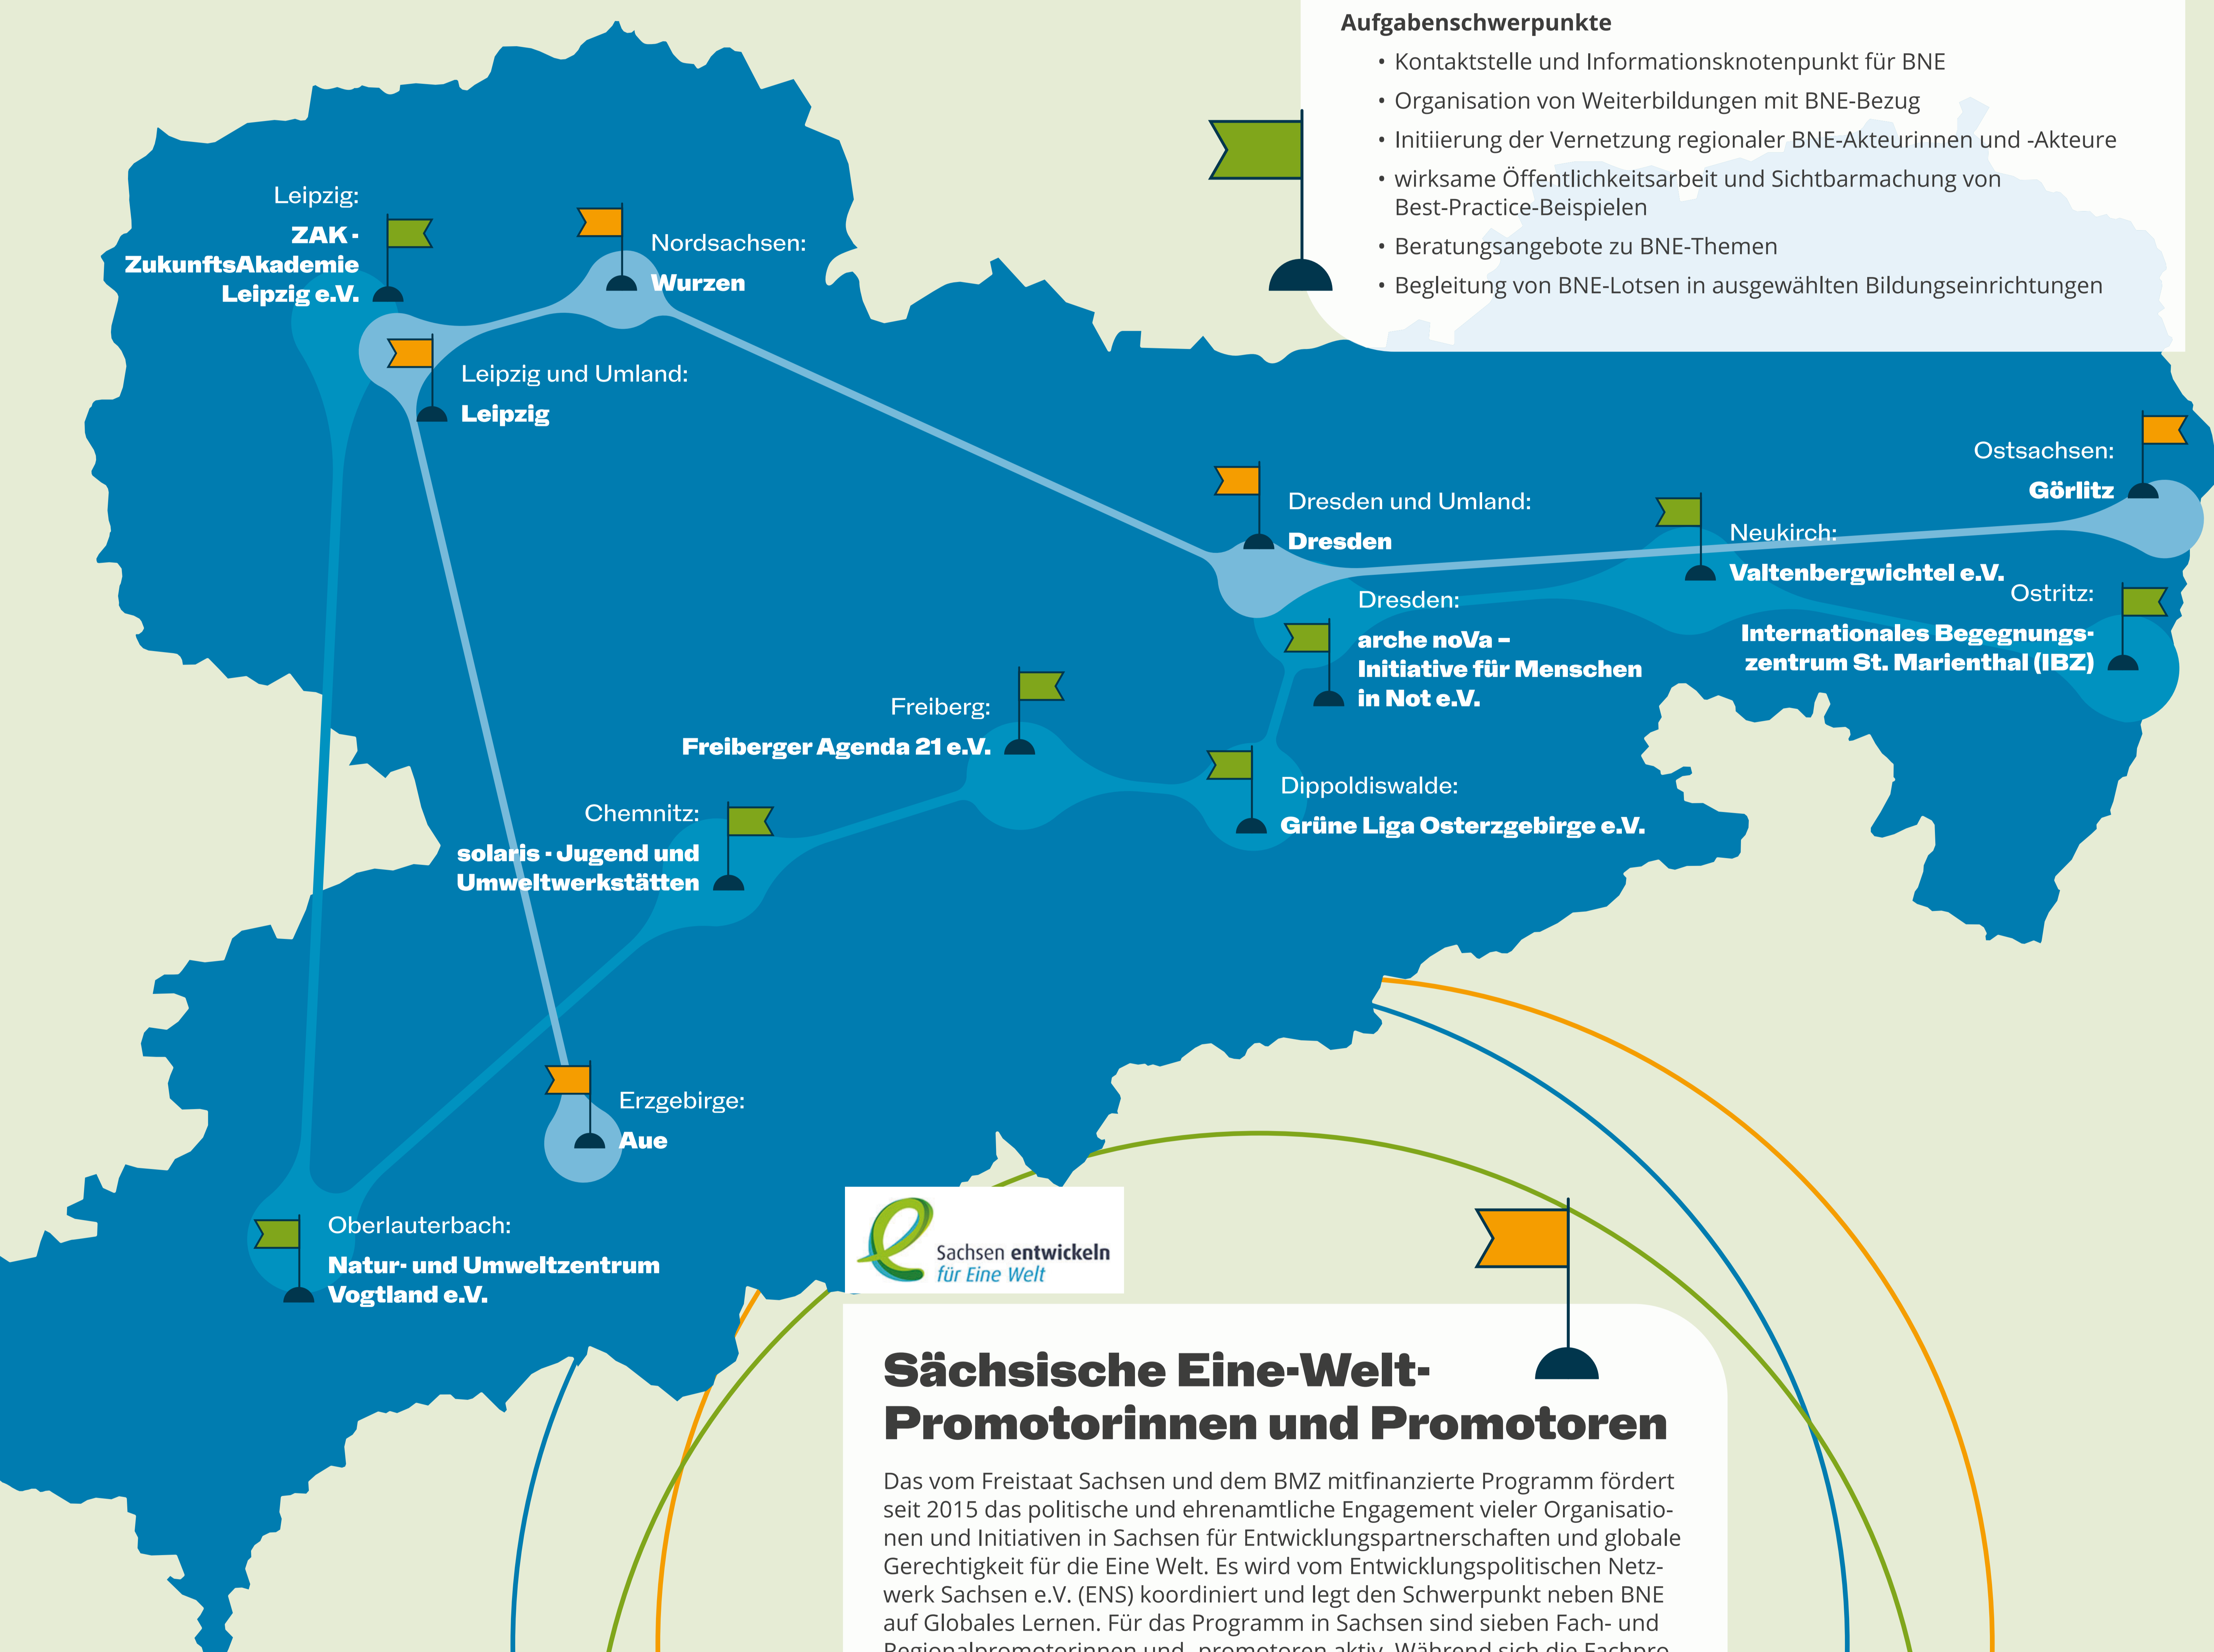 Aufgabenschwerpunkte
• Kontaktstelle und Informationsknotenpunkt für BNE
• Organisation von Weiterbildungen mit BNE-Bezug
• Initiierung der Vernetzung regionaler BNE-Akteurinnen und -Akteure
• wirksame Öffentlichkeitsarbeit und Sichtbarmachung von
Best-Practice-Beispielen
• Beratungsangebote zu BNE-Themen
• Begleitung von BNE-Lotsen in ausgewählten Bildungseinrichtungen
Leipzig:
ZAK -
ZukunftsAkademie
Leipzig e.V.
Nordsachsen:
Wurzen
Leipzig und Umland:
Leipzig
Dresden und Umland:
Dresden
Ostsachsen:
Görlitz
Neukirch:
Valtenbergwichtel e.V.
Ostritz:
Internationales Begegnungs-
zentrum St. Marienthal (IBZ)
Dresden:
arche noVa –
Initiative für Menschen
in Not e.V.
Freiberg:
Freiberger Agenda 21 e.V.
Dippoldiswalde:
Grüne Liga Osterzgebirge e.V.
Chemnitz:
solaris - Jugend und
Umweltwerkstätten
Erzgebirge:
Aue
Oberlauterbach:
Natur- und Umweltzentrum
Vogtland e.V.
Sachsen entwickeln
für Eine Welt
Sächsische Eine-Welt-
Promotorinnen und Promotoren
Das vom Freistaat Sachsen und dem BMZ mitfinanzierte Programm fördert
seit 2015 das politische und ehrenamtliche Engagement vieler Organisatio-
nen und Initiativen in Sachsen für Entwicklungspartnerschaften und globale
Gerechtigkeit für die Eine Welt. Es wird vom Entwicklungspolitischen Netz-
werk Sachsen e.V. (ENS) koordiniert und legt den Schwerpunkt neben BNE
auf Globales Lernen. Für das Programm in Sachsen sind sieben Fach- und
Regionalpromotorinnen und -promotoren aktiv. Während sich die Fachpro-